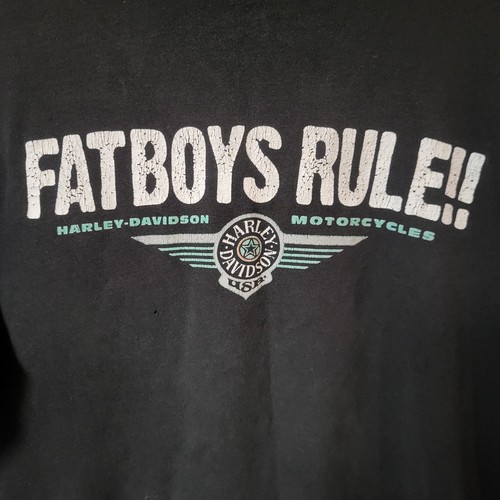 FATBOYS RULE!!
HARLEY-DAVIDSON MOTORCYCLES
HARLEY-DAVIDSON
USA